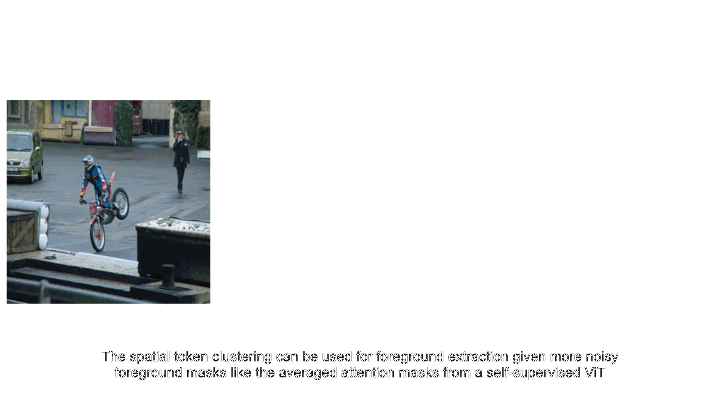 The spatial token clustering can be used for foreground extraction given more noisy
foreground masks like the averaged attention masks from a self-supervised ViT